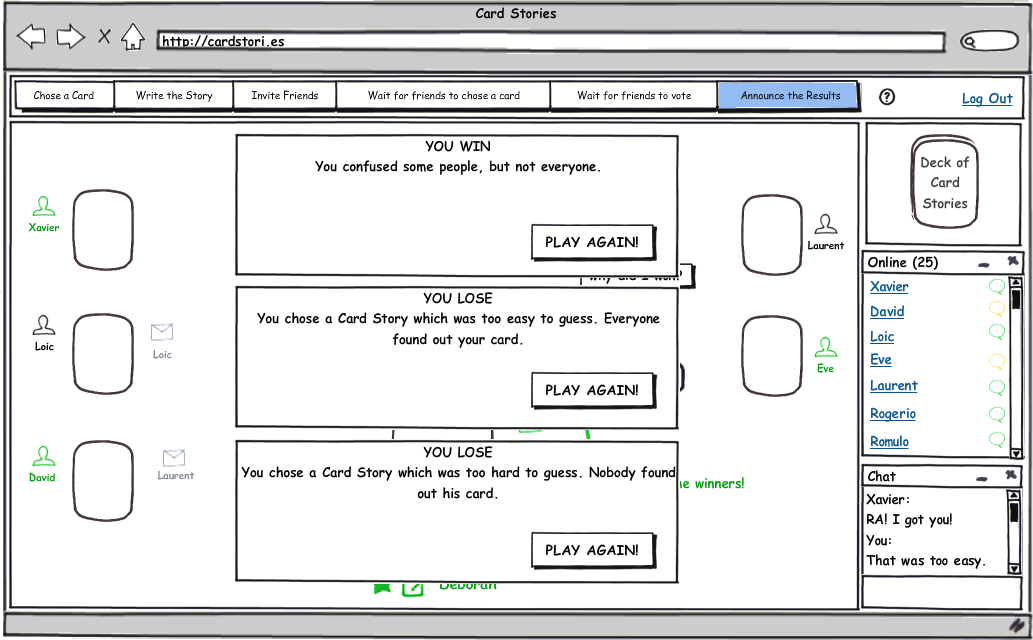 Card Stories
http://cardstori.es
Chose a Card
Write the Story
Invite Friends
Wait for friends to chose a card
Wait for friends to vote
Announce the Results
Log Out
YOU WIN
You confused some people, but not everyone.
PLAY AGAIN!
why did I won?
YOU LOSE
You chose a Card Story which was too easy to guess. Everyone
found out your card.
PLAY AGAIN!
YOU LOSE
You chose a Card Story which was too hard to guess. Nobody found
out his card.
PLAY AGAIN!
winners!
Deborah
Xavier
Loic
Loic
David
Laurent
Laurent
Eve
Deck of
Card
Stories
Online (25)
Xavier
David
Loic
Eve
Laurent
Rogerio
Romulo
Chat
Xavier:
RA! I got you!
You:
That was too easy.